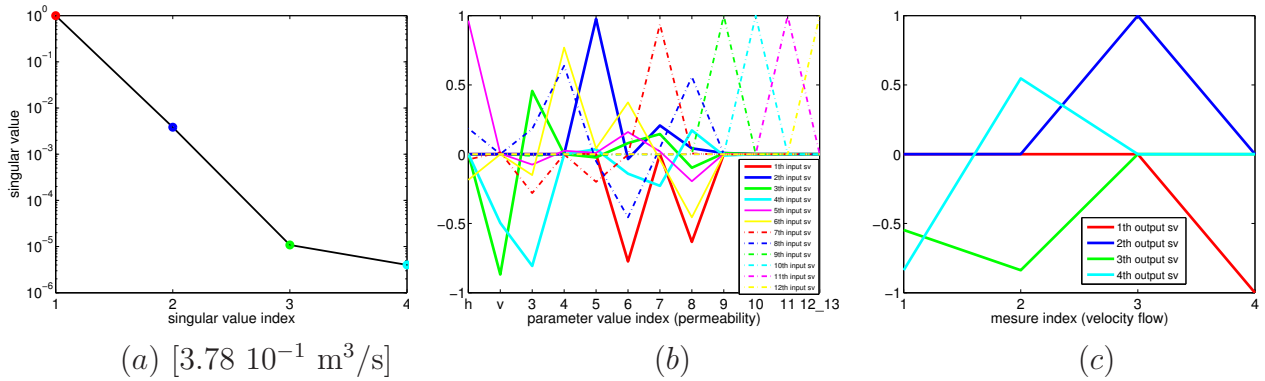 10^0
10^-1
10^-2
10^-3
10^-4
10^-5
10^-6
singular value
1
2
3
4
singular value index
(a) [3.78 10^-1 m^3/s]
1
0.5
0
−0.5
−1
h
v
3
4
5
6
7
8
9
10
11
12_13
parameter value index (permeability)
1th input sv
2th input sv
3th input sv
4th input sv
5th input sv
6th input sv
7th input sv
8th input sv
9th input sv
10th input sv
11th input sv
12th input sv
(b)
1
0.5
0
−0.5
−1
1
2
3
4
mesure index (velocity flow)
1th output sv
2th output sv
3th output sv
4th output sv
(c)